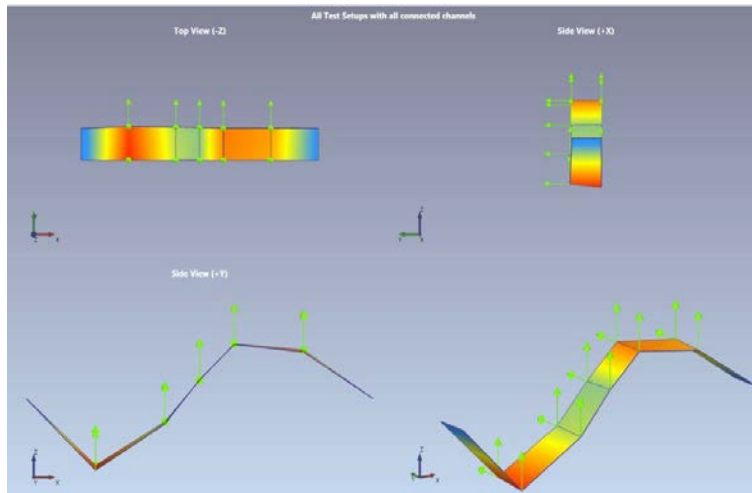 All Test Setups with all connected channels
Top View (-Z)
Side View (+X)
X
Z
Y
X
Side View (+Y)
Z
Y
X
Z
Y
X